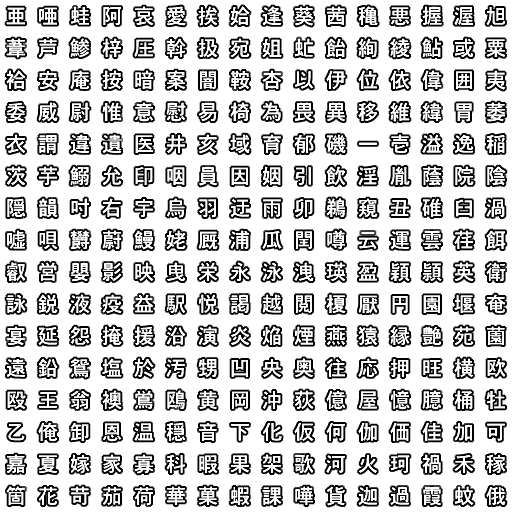 亜 唖 娃 阿 哀 愛 挨 姶 逢 葵 茜 穐 悪 握 渥 旭
葦 芦 鯵 梓 圧 斡 扱 宛 姐 虻 飴 絢 綾 鮎 或 粟
袷 安 庵 按 暗 案 闇 鞍 杏 以 伊 位 依 偉 囲 夷
委 威 尉 惟 意 慰 易 椅 為 畏 異 移 維 緯 胃 萎
衣 謂 違 遺 医 井 亥 域 育 郁 磯 一 壱 溢 逸 稲
茨 芋 鰯 允 印 咽 員 因 姻 引 飲 淫 胤 蔭 院 陰
隠 韻 吋 右 宇 烏 羽 迂 雨 卯 鵜 窺 丑 碓 臼 渦
嘘 唄 欝 蔚 鰻 姥 厩 浦 瓜 閏 噂 云 運 雲 荏 餌
叡 営 嬰 影 映 曳 栄 永 泳 洩 瑛 盈 穎 頴 英 衛
詠 鋭 液 疫 益 駅 悦 謁 越 閲 榎 厭 円 園 堰 奄
宴 延 怨 掩 援 沿 演 炎 焔 煙 燕 猿 縁 艶 苑 薗
遠 鉛 鴛 塩 於 汚 甥 凹 央 奥 往 応 押 旺 横 欧
殴 王 翁 襖 鴬 鴎 黄 岡 沖 荻 億 屋 憶 臆 桶 牡
乙 俺 卸 恩 温 穏 音 下 化 仮 何 伽 価 佳 加 可
嘉 夏 嫁 家 寡 科 暇 果 架 歌 河 火 珂 禍 禾 稼
箇 花 苛 茄 荷 華 菓 蝦 課 嘩 貨 迦 過 霞 蚊 俄